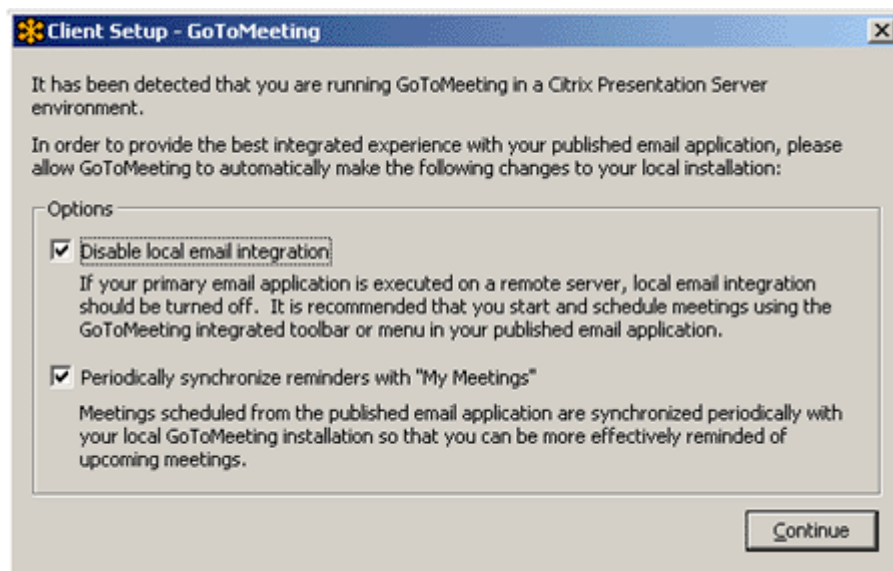 Client Setup - GoToMeeting
It has been detected that you are running GoToMeeting in a Citrix Presentation Server
environment.
In order to provide the best integrated experience with your published email application, please
allow GoToMeeting to automatically make the following changes to your local installation:
Options
Disable local email integration
If your primary email application is executed on a remote server, local email integration
should be turned off. It is recommended that you start and schedule meetings using the
GoToMeeting integrated toolbar or menu in your published email application.
Periodically synchronize reminders with "My Meetings"
Meetings scheduled from the published email application are synchronized periodically with
your local GoToMeeting installation so that you can be more effectively reminded of
upcoming meetings.
Continue